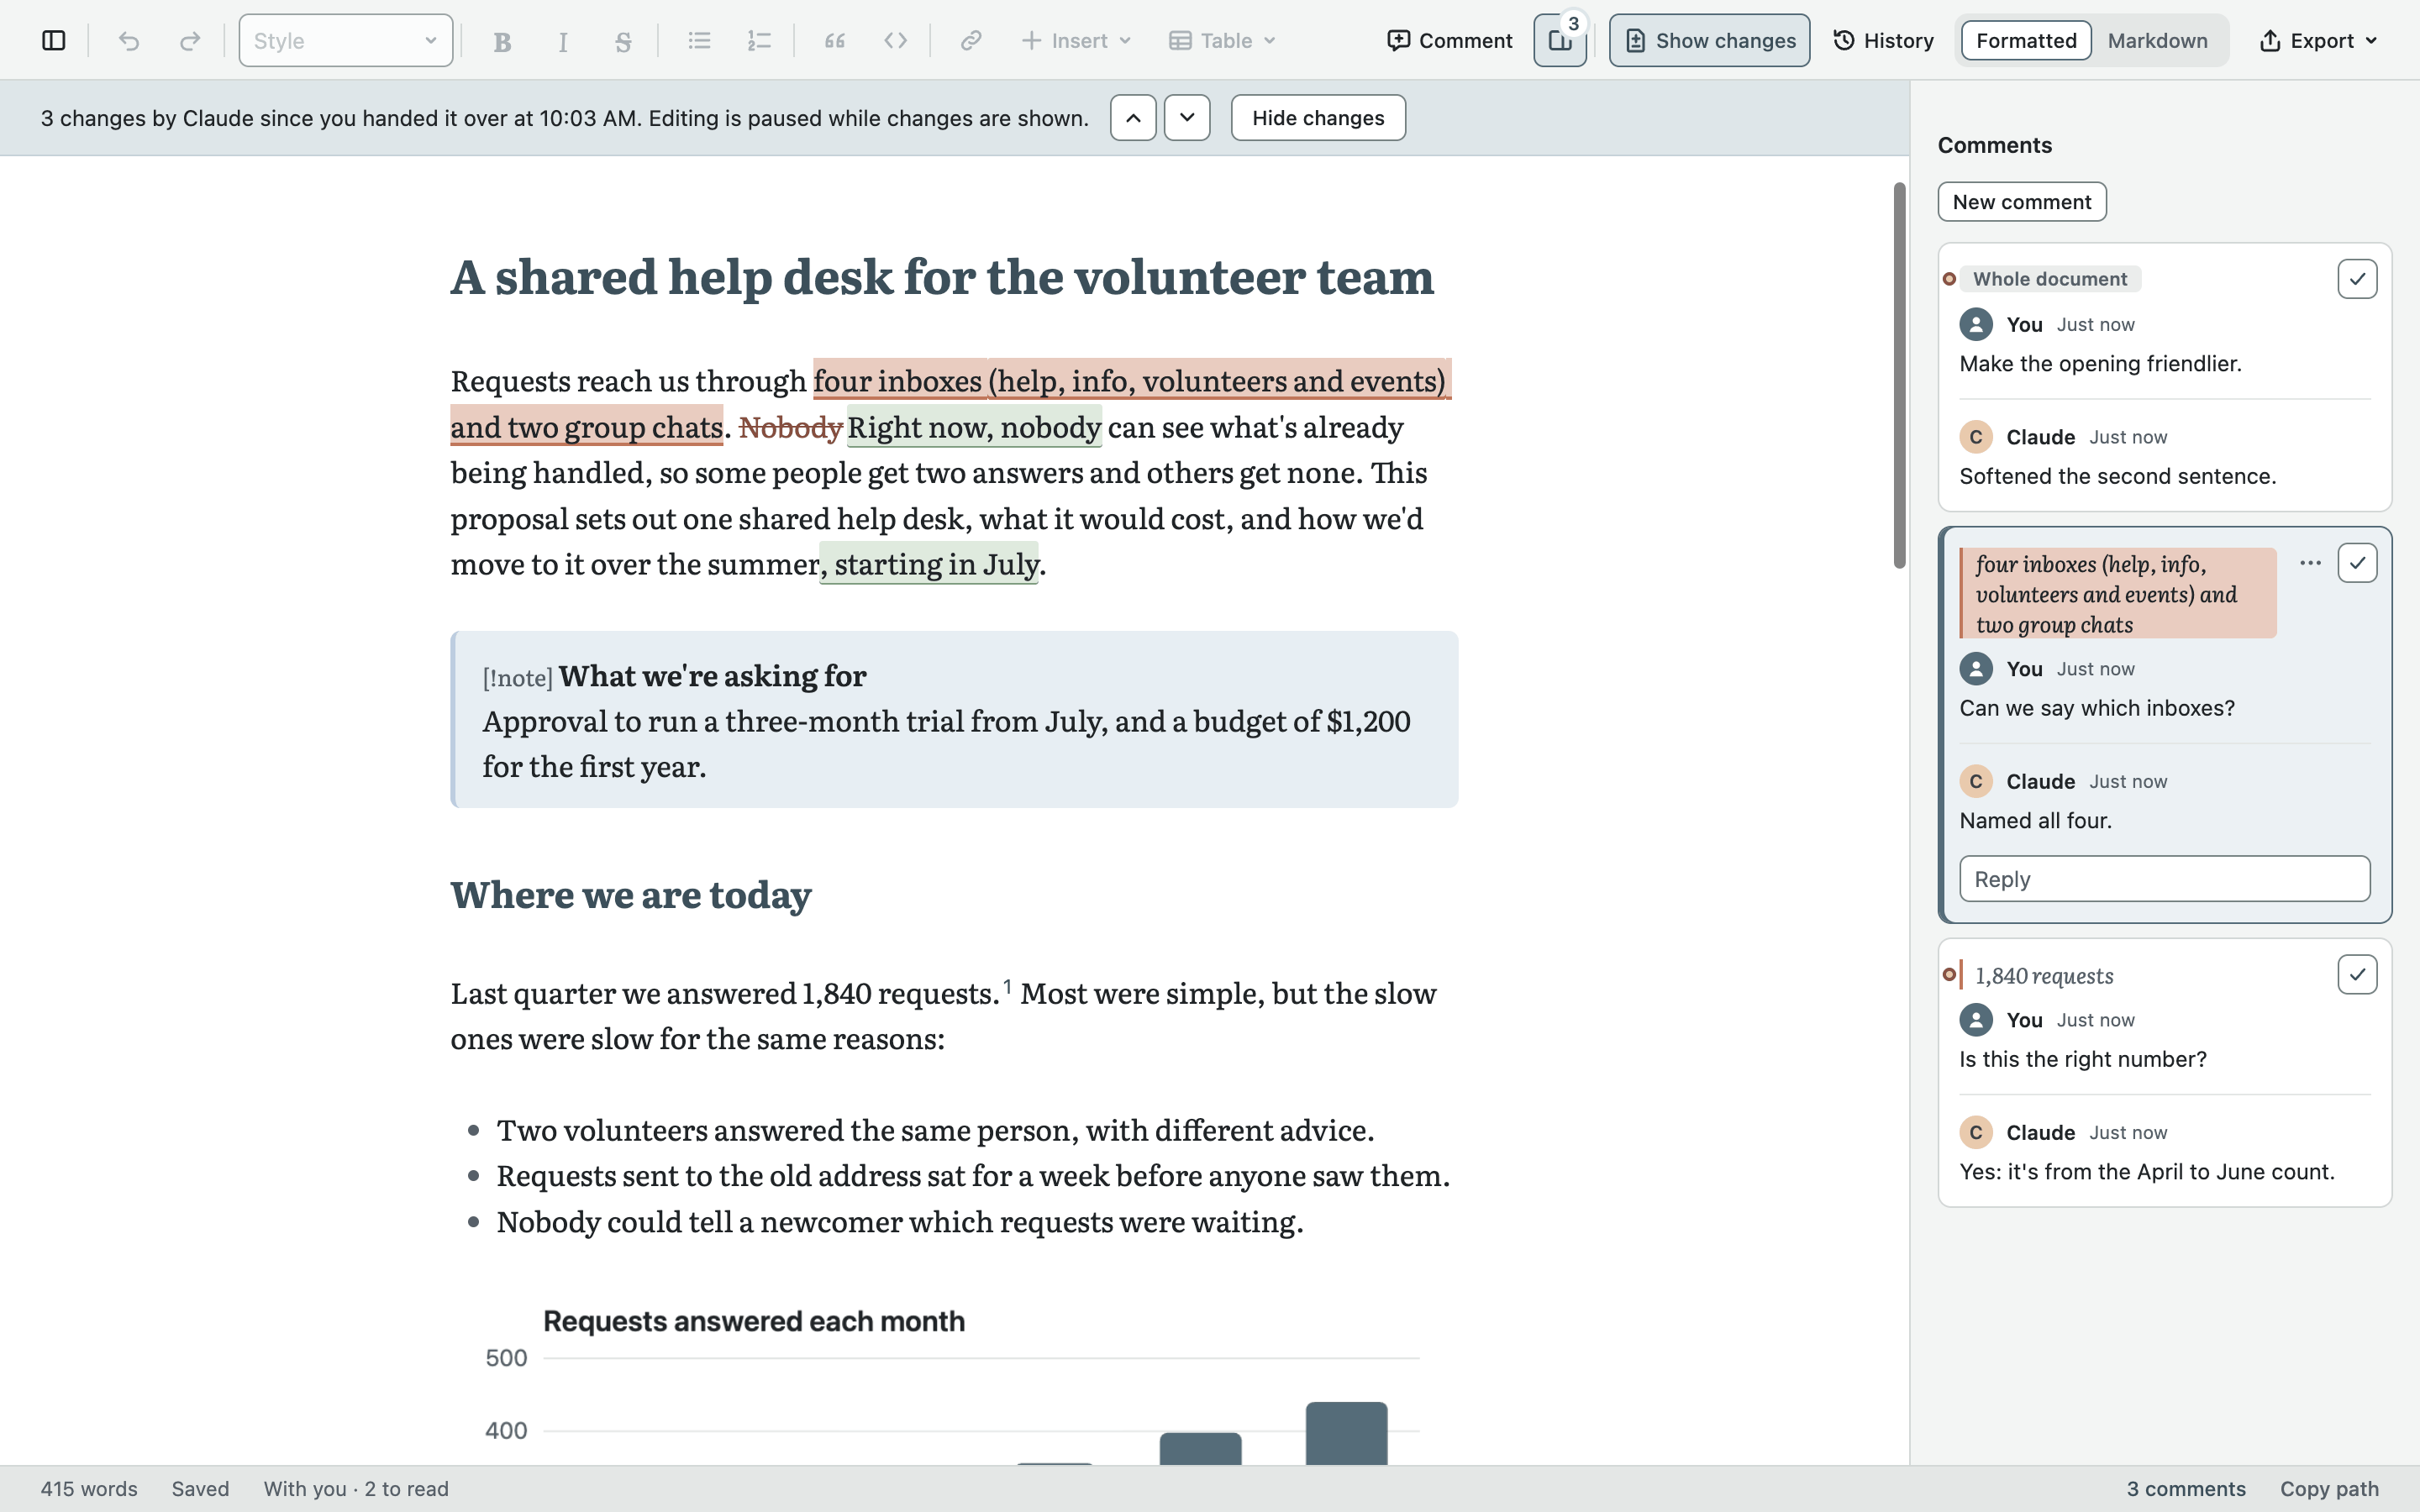 Style
B
I
S
Insert
Table
Comment
3
Show changes
History
Formatted
Markdown
Export
3 changes by Claude since you handed it over at 10:03 AM. Editing is paused while changes are shown.
Hide changes
A shared help desk for the volunteer team
Requests reach us through four inboxes (help, info, volunteers and events)
and two group chats. Nobody Right now, nobody can see what's already
being handled, so some people get two answers and others get none. This
proposal sets out one shared help desk, what it would cost, and how we'd
move to it over the summer, starting in July.
[!note] What we're asking for
Approval to run a three-month trial from July, and a budget of $1,200
for the first year.
Where we are today
Last quarter we answered 1,840 requests.1 Most were simple, but the slow
ones were slow for the same reasons:
Two volunteers answered the same person, with different advice.
Requests sent to the old address sat for a week before anyone saw them.
Nobody could tell a newcomer which requests were waiting.
Requests answered each month
500
400
Comments
New comment
Whole document
You Just now
Make the opening friendlier.
C Claude Just now
Softened the second sentence.
four inboxes (help, info,
volunteers and events) and
two group chats
You Just now
Can we say which inboxes?
C Claude Just now
Named all four.
Reply
1,840 requests
You Just now
Is this the right number?
C Claude Just now
Yes: it's from the April to June count.
415 words
Saved
With you · 2 to read
3 comments
Copy path